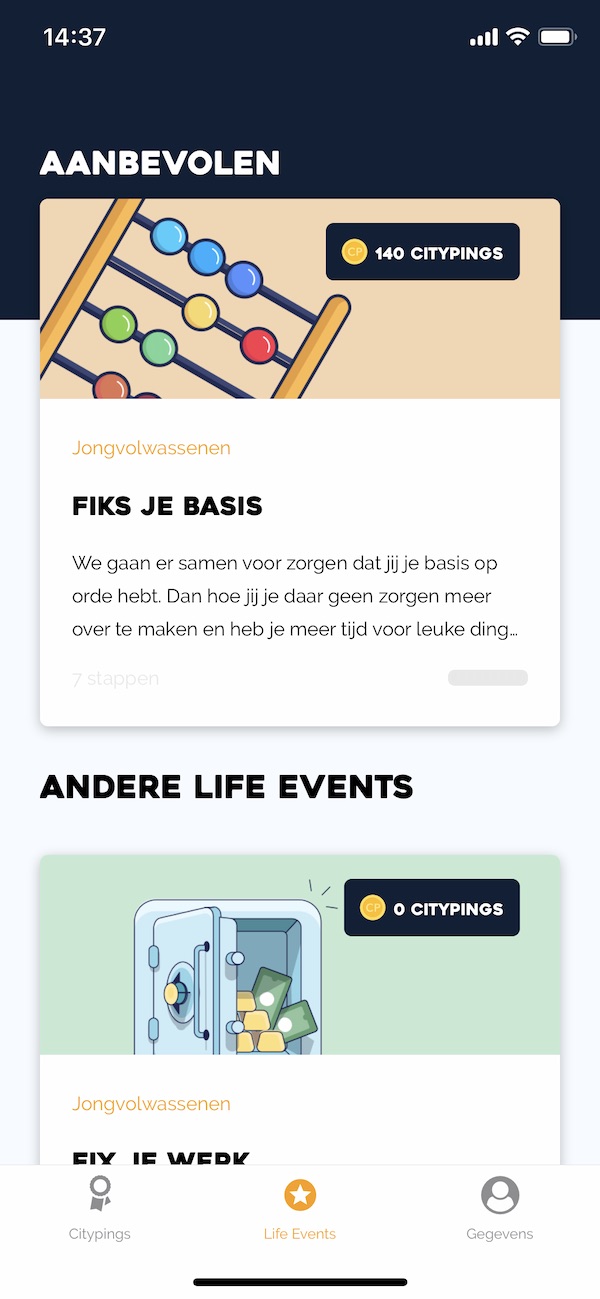 14:37
AANBEVOLEN
CP 140 CITYPINGS
Jongvolwassenen
FIKS JE BASIS
We gaan er samen voor zorgen dat jij je basis op
orde hebt. Dan hoe jij je daar geen zorgen meer
over te maken en heb je meer tijd voor leuke ding...
7 stappen
ANDERE LIFE EVENTS
CP 0 CITYPINGS
Jongvolwassenen
FIX JE WERK
Citypings
Life Events
Gegevens